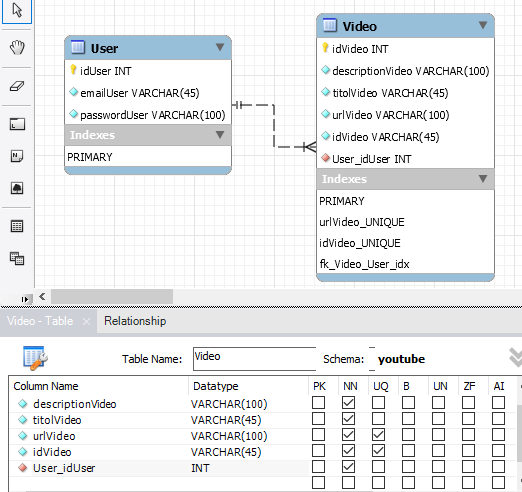 User
idUser INT
emailUser VARCHAR(45)
passwordUser VARCHAR(100)
Indexes
PRIMARY
Video
idVideo INT
descriptionVideo VARCHAR(100)
titolVideo VARCHAR(45)
urlVideo VARCHAR(100)
idVideo VARCHAR(45)
User_idUser INT
Indexes
PRIMARY
urlVideo_UNIQUE
idVideo_UNIQUE
fk_Video_User_idx
Video - Table Relationship
Table Name: Video Schema: youtube
Column Name Datatype PK NN UQ B UN ZF AI
descriptionVideo VARCHAR(100)
titolVideo VARCHAR(45)
urlVideo VARCHAR(100)
idVideo VARCHAR(45)
User_idUser INT